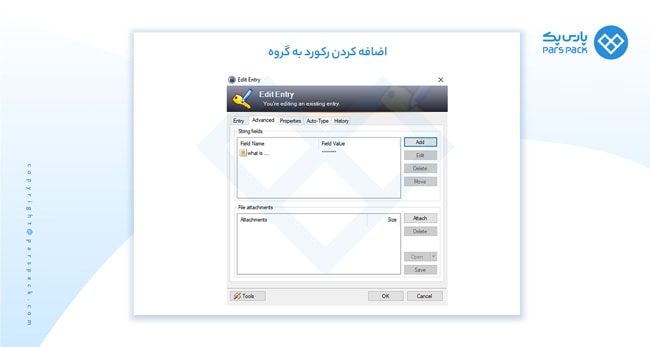 اضافه کردن رکورد به گروه
پارس پک
PARS PACK
Edit Entry
Edit Entry
You're editing an existing entry.
Entry Advanced Properties Auto-Type History
String fields
Field Name Field Value
what is .... *******
Add
Edit
Delete
Move
File attachments
Attachments Size
Attach
Delete
Open
Save
Tools OK Cancel
copyright@parspack.com